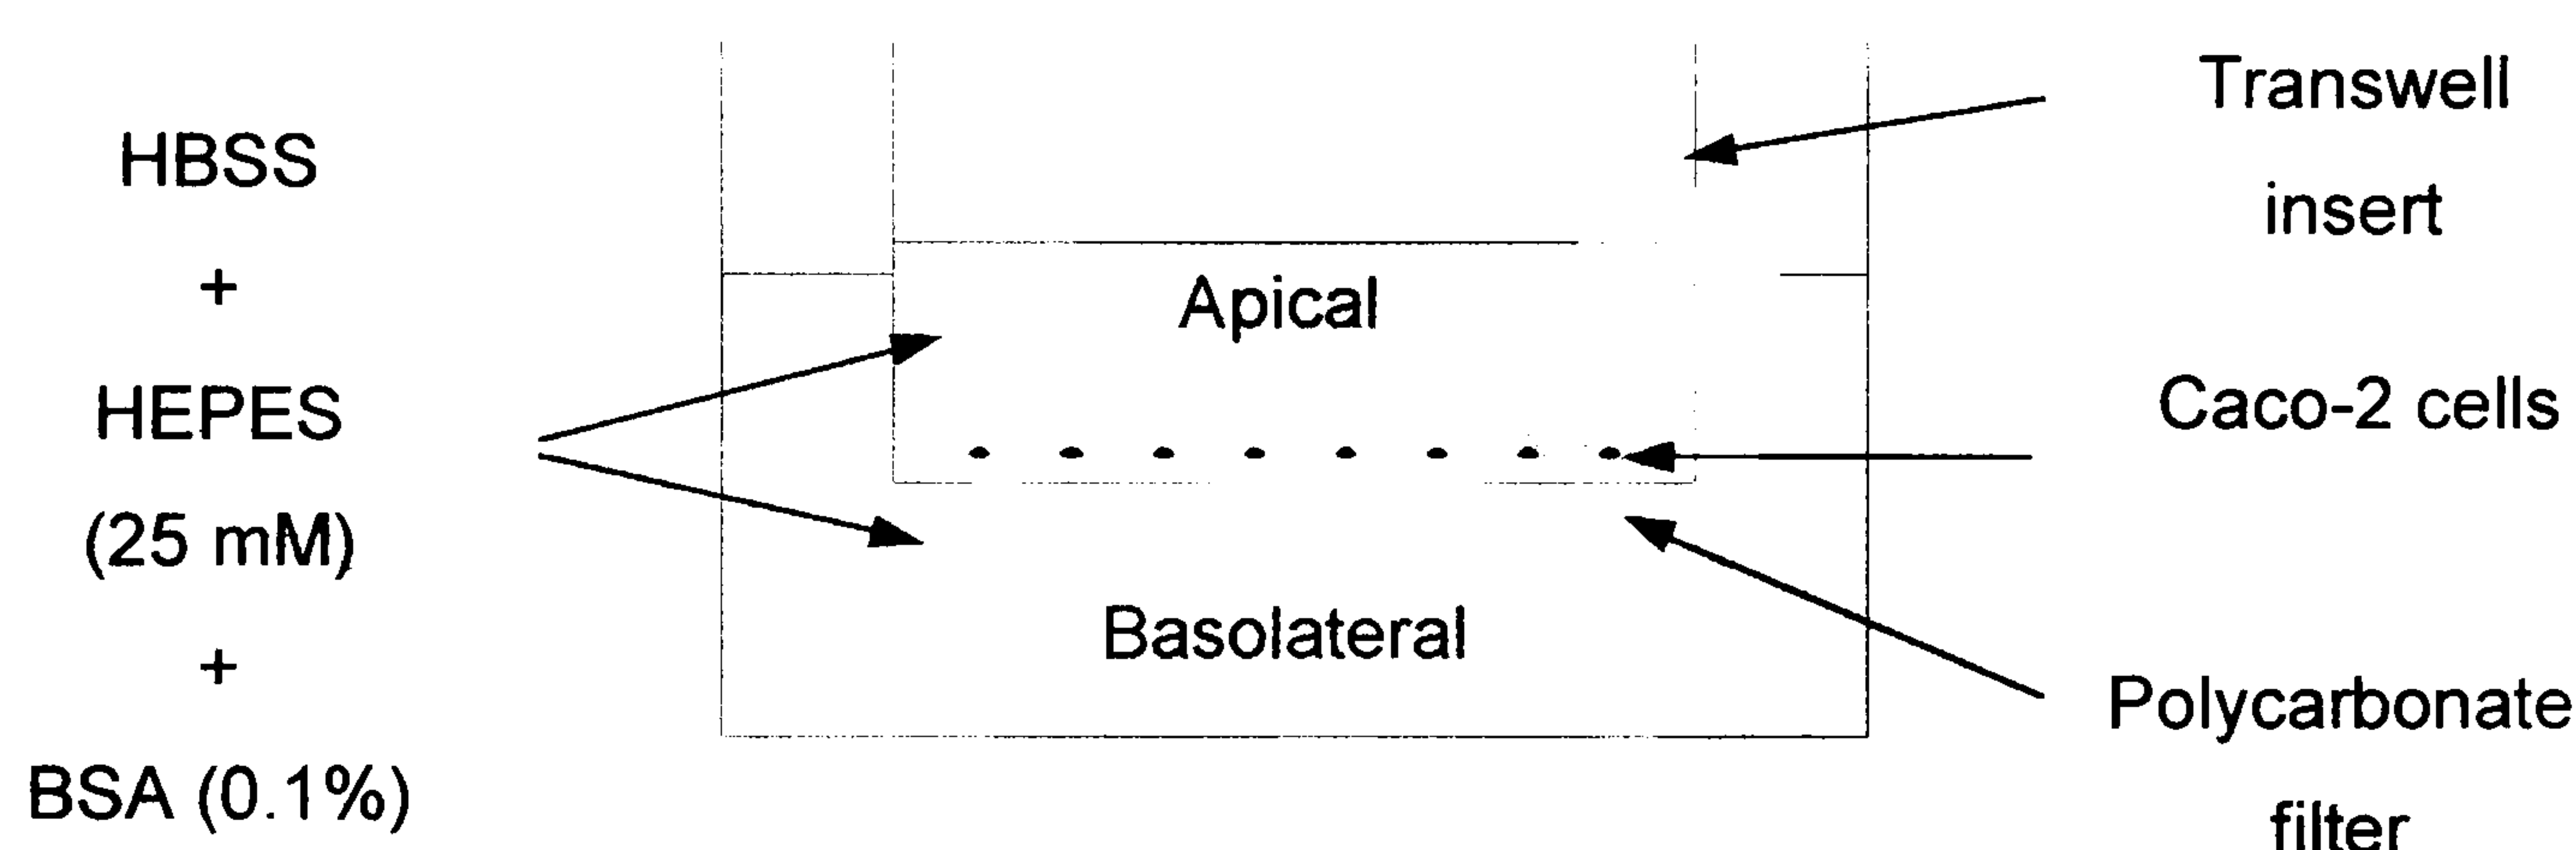 HBSS
+
HEPES
(25 mM)
+
BSA (0.1%)
Apical
Basolateral
Transwell
insert
Caco-2 cells
Polycarbonate
filter